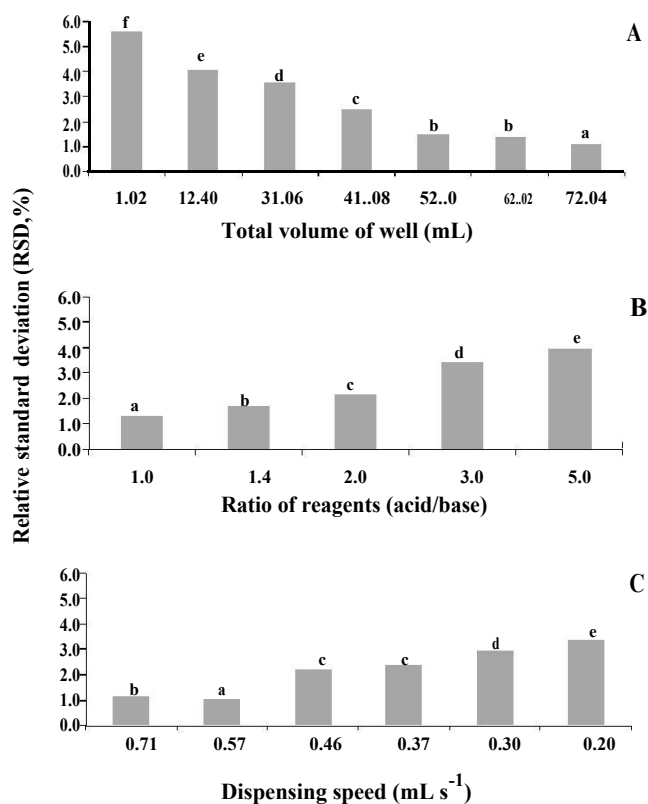 Relative standard deviation (RSD,%)
A
6.0
5.0
4.0
3.0
2.0
1.0
0.0
f
e
d
c
b
b
a
1.02 12.40 31.06 41..08 52..0 62..02 72.04
Total volume of well (mL)
B
6.0
5.0
4.0
3.0
2.0
1.0
0.0
a
b
c
d
e
1.0 1.4 2.0 3.0 5.0
Ratio of reagents (acid/base)
C
6.0
5.0
4.0
3.0
2.0
1.0
0.0
b
a
c
c
d
e
0.71 0.57 0.46 0.37 0.30 0.20
Dispensing speed (mL s⁻¹)